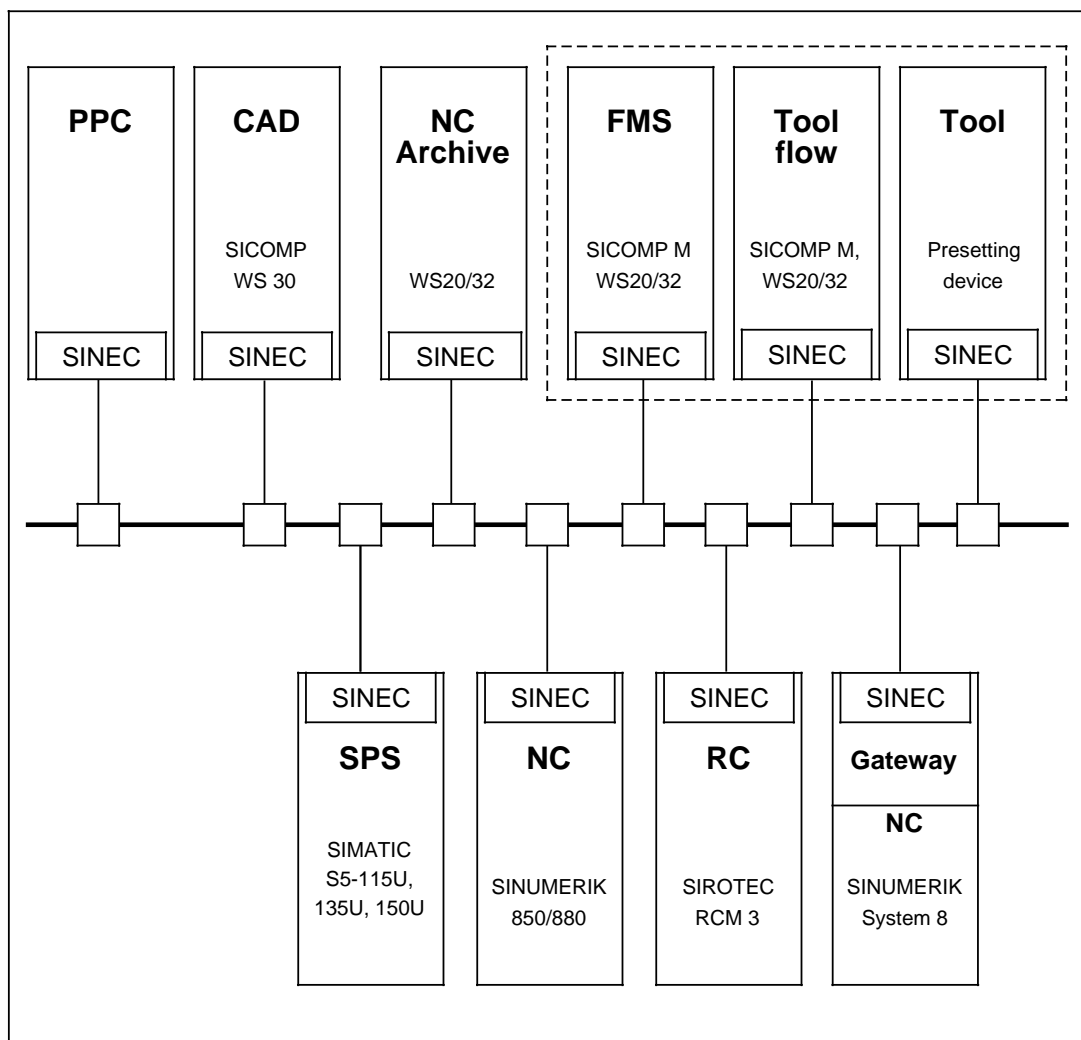 PPC
SINEC
CAD
SICOMP
WS 30
SINEC
NC
Archive
WS20/32
SINEC
FMS
SICOMP M
WS20/32
SINEC
Tool
flow
SICOMP M,
WS20/32
SINEC
Tool
Presetting
device
SINEC
SINEC
SPS
SIMATIC
S5-115U,
135U, 150U
SINEC
NC
SINUMERIK
850/880
SINEC
RC
SIROTEC
RCM 3
SINEC
Gateway
NC
SINUMERIK
System 8